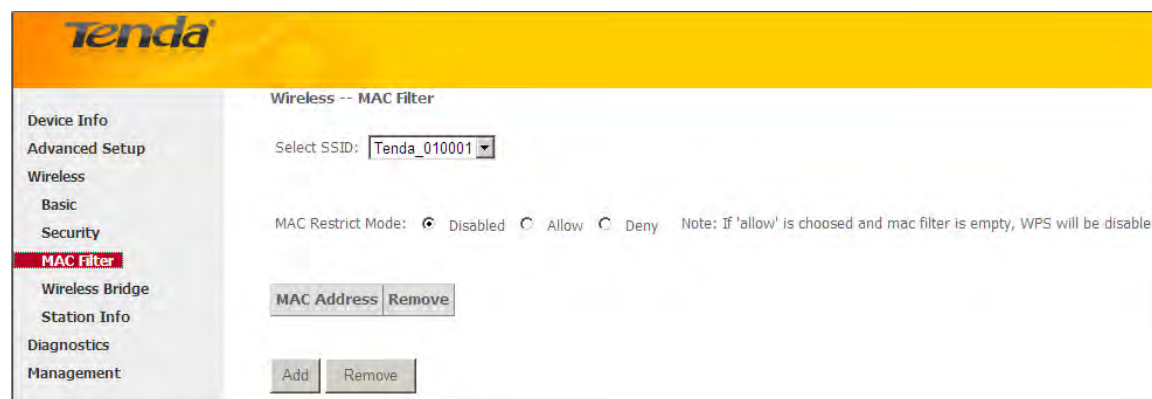 Tenda
Wireless -- MAC Filter
Device Info
Advanced Setup
Select SSID: Tenda_010001
Wireless
Basic
Security
MAC Restrict Mode: Disabled Allow Deny Note: If 'allow' is choosed and mac filter is empty, WPS will be disable
MAC Filter
Wireless Bridge
MAC Address Remove
Station Info
Diagnostics
Management
Add Remove